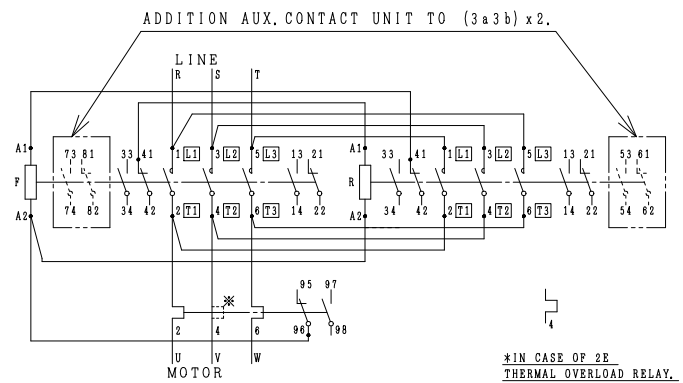 ADDITION AUX. CONTACT UNIT TO (3a3b)x2.
LINE
R S T
A1 73 81 33 41 1 L1 3 L2 5 L3 13 21 A1 33 41 1 L1 3 L2 5 L3 13 21 53 61
F R
A2 74 82 34 42 2 T1 4 T2 6 T3 14 22 A2 34 42 2 T1 4 T2 6 T3 14 22 54 62
95 97
※
2 4 6 96 98 4
U V W
MOTOR
*IN CASE OF 2E
THERMAL OVERLOAD RELAY.